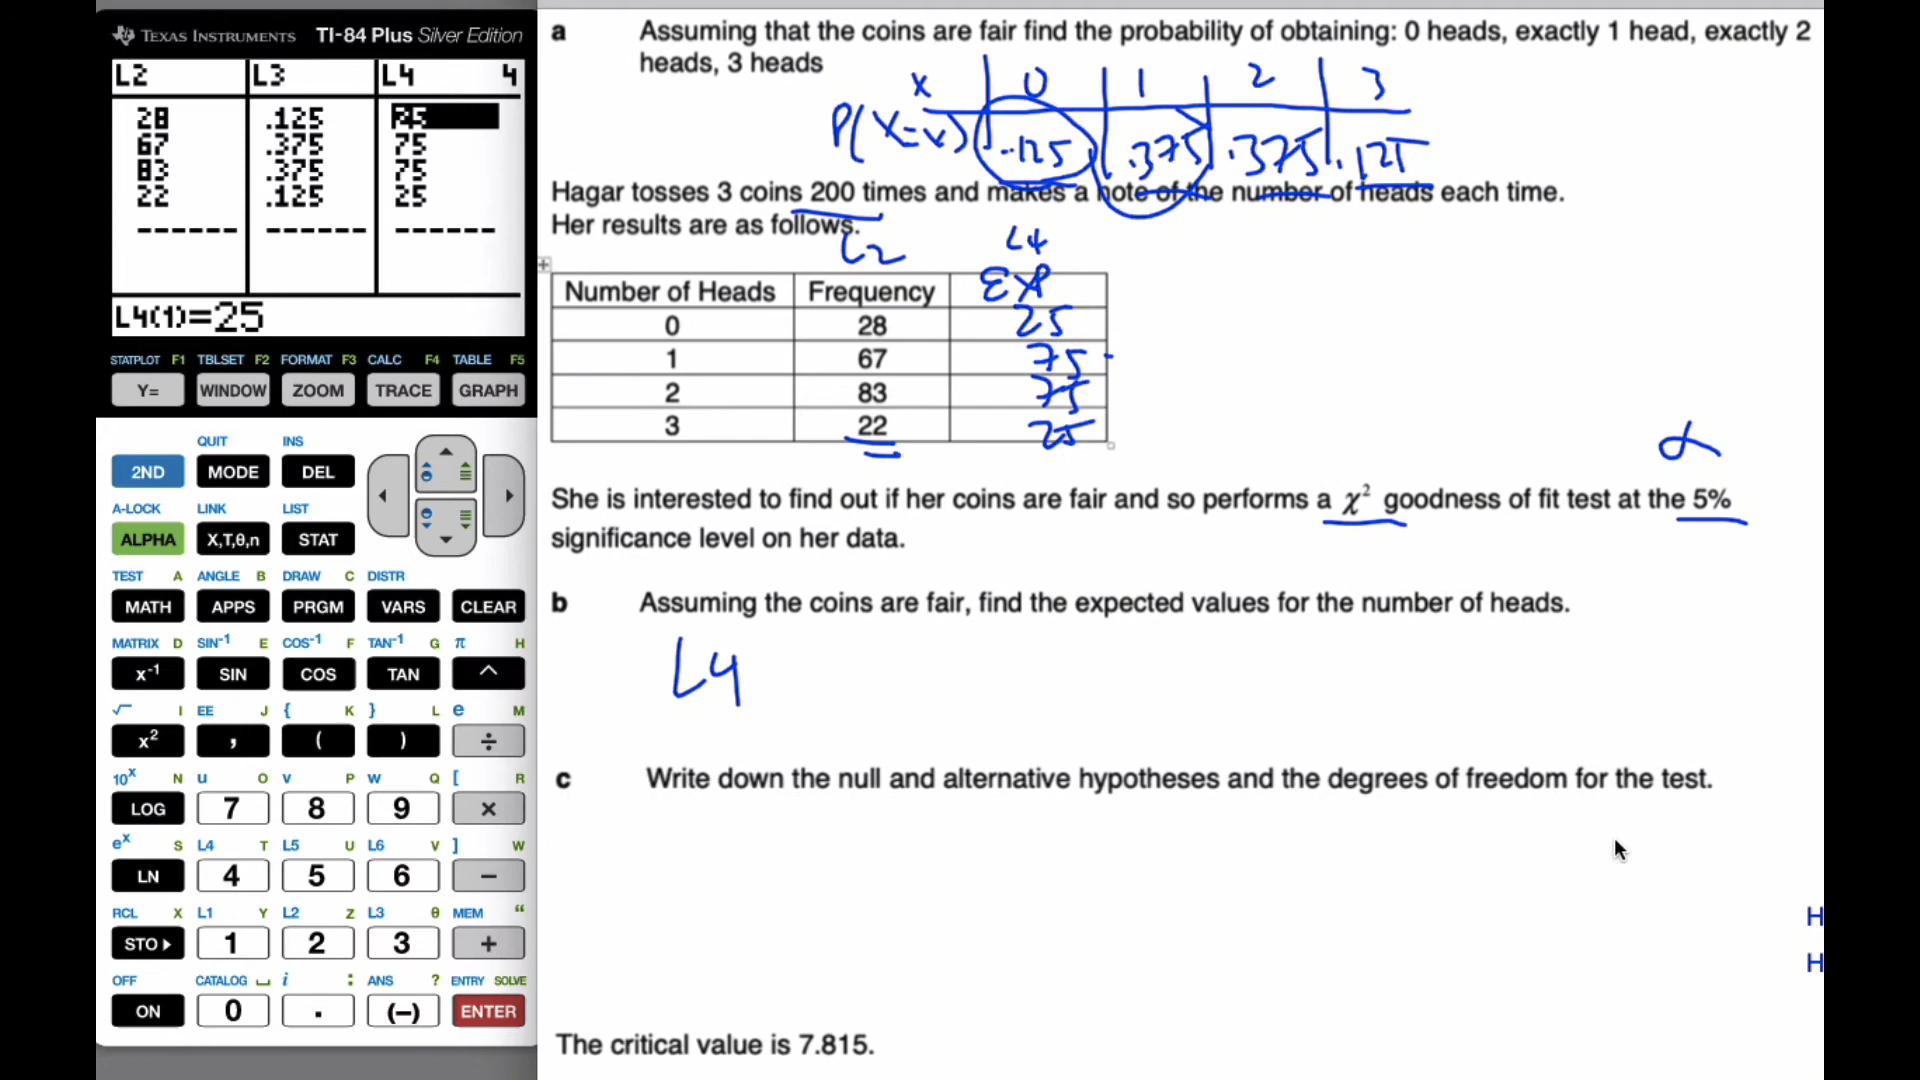 TEXAS INSTRUMENTS TI-84 Plus Silver Edition
L2 L3 L4 4
28 .125 25
67 .375 75
83 .375 75
22 .125 25
------ ------ ------
L4(1)=25
STATPLOT F1 TBLSET F2 FORMAT F3 CALC F4 TABLE F5
Y= WINDOW ZOOM TRACE GRAPH
QUIT INS
2ND MODE DEL
A-LOCK LINK LIST
ALPHA X,T,θ,n STAT
TEST A ANGLE B DRAW C DISTR
MATH APPS PRGM VARS CLEAR
MATRIX D SIN⁻¹ E COS⁻¹ F TAN⁻¹ G π H
x⁻¹ SIN COS TAN ^
√ I EE J { K } L e M
x² , ( ) ÷
10ˣ N u O v P w Q [ R
LOG 7 8 9 ×
eˣ S L4 T L5 U L6 V ] W
LN 4 5 6 −
RCL X L1 Y L2 Z L3 θ MEM “
STO▸ 1 2 3 +
OFF CATALOG ⎵ i : ANS ? ENTRY SOLVE
ON 0 . (−) ENTER
a Assuming that the coins are fair find the probability of obtaining: 0 heads, exactly 1 head, exactly 2
heads, 3 heads
x 0 1 2 3
P(X=x) .125 .375 .375 .125
Hagar tosses 3 coins 200 times and makes a note of the number of heads each time.
Her results are as follows.
L2 L4
Number of Heads Frequency Exp
0 28 25
1 67 75
2 83 75
3 22 25
α
She is interested to find out if her coins are fair and so performs a χ² goodness of fit test at the 5%
significance level on her data.
b Assuming the coins are fair, find the expected values for the number of heads.
L4
c Write down the null and alternative hypotheses and the degrees of freedom for the test.
H
H
The critical value is 7.815.